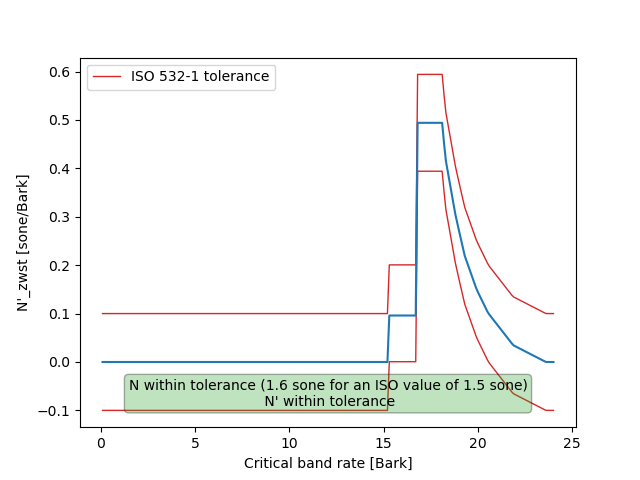 ISO 532-1 tolerance
0.6
0.5
0.4
0.3
0.2
0.1
0.0
−0.1
N'_zwst [sone/Bark]
N within tolerance (1.6 sone for an ISO value of 1.5 sone)
N' within tolerance
0 5 10 15 20 25
Critical band rate [Bark]